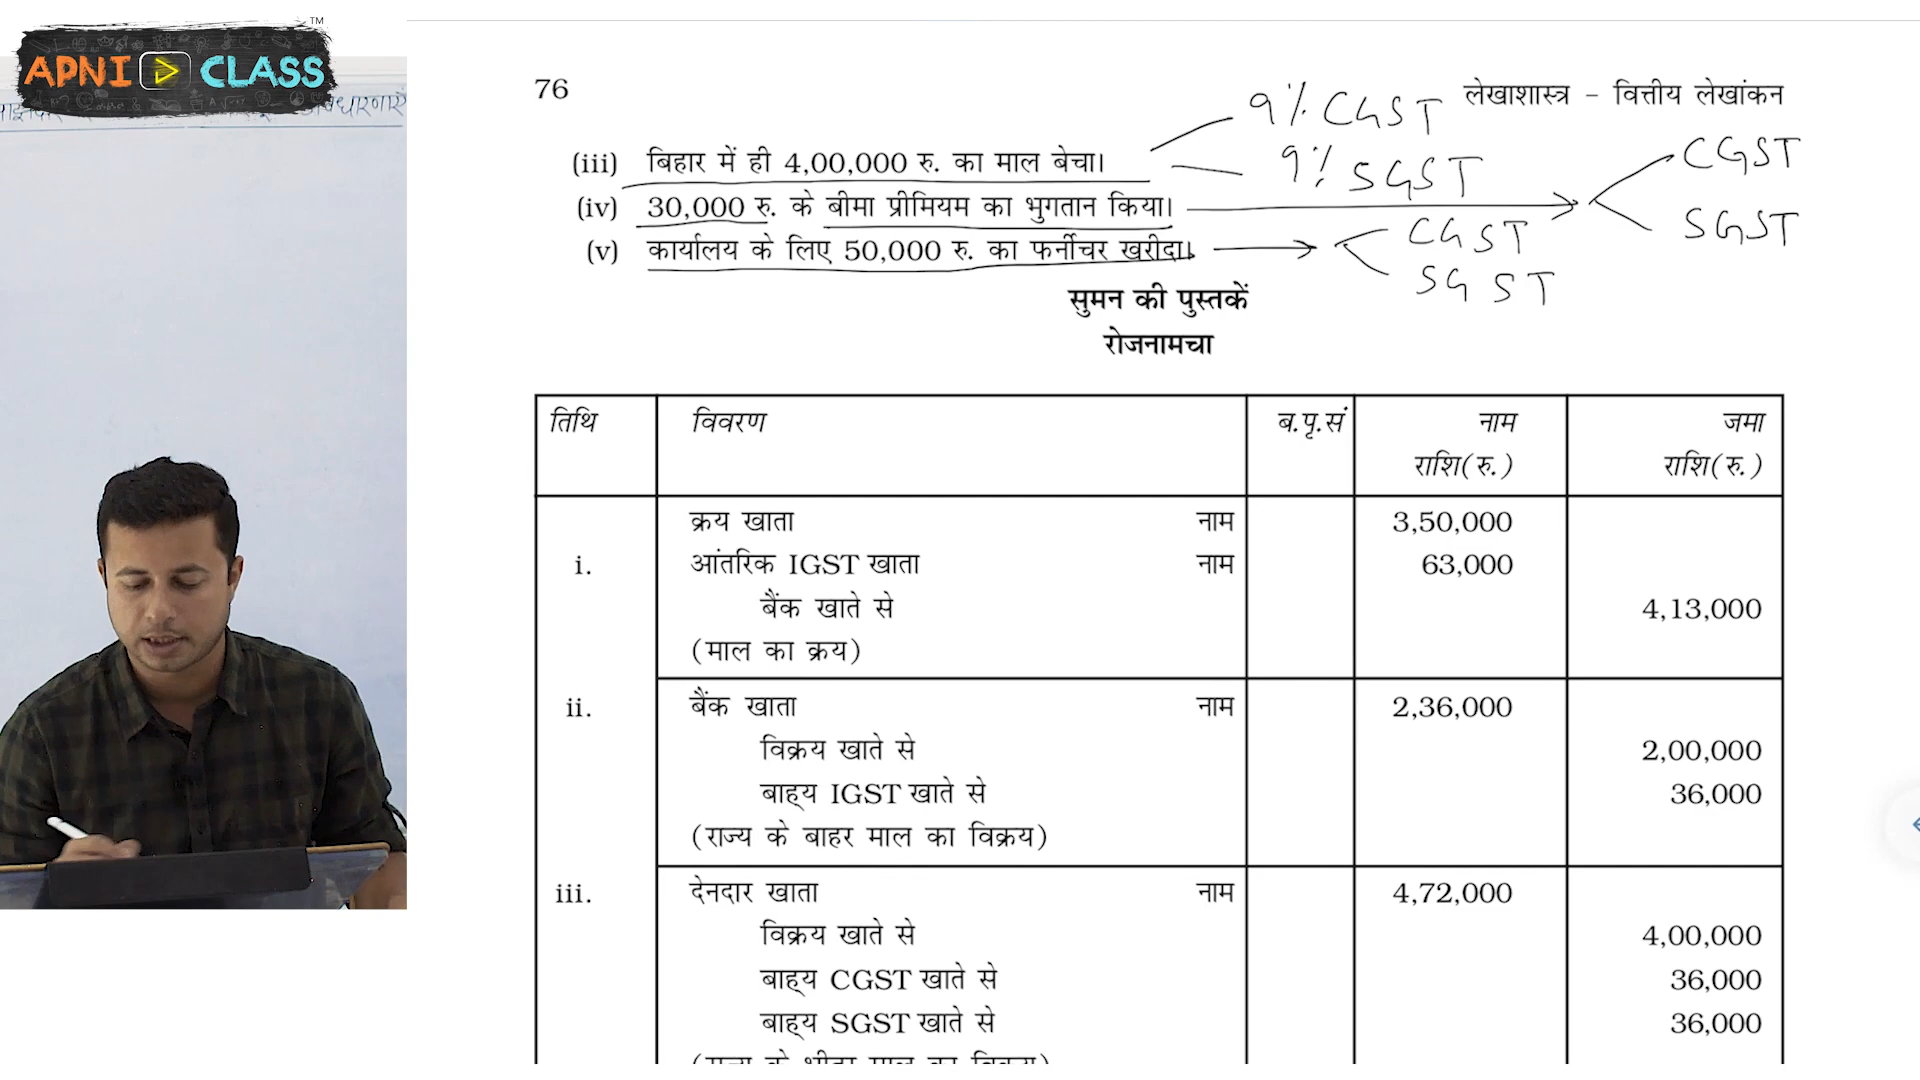 APNI CLASS TM
76
लेखाशास्त्र – वित्तीय लेखांकन
9% CGST
9% SGST
CGST
SGST
(iii) बिहार में ही 4,00,000 रु. का माल बेचा।
(iv) 30,000 रु. के बीमा प्रीमियम का भुगतान किया।
(v) कार्यालय के लिए 50,000 रु. का फर्नीचर खरीदा।
CGST
SGST
सुमन की पुस्तकें
रोजनामचा
तिथि विवरण ब.पृ.सं नाम जमा
राशि(रु.) राशि(रु.)
क्रय खाता नाम 3,50,000
i. आंतरिक IGST खाता नाम 63,000
बैंक खाते से 4,13,000
(माल का क्रय)
ii. बैंक खाता नाम 2,36,000
विक्रय खाते से 2,00,000
बाह्य IGST खाते से 36,000
(राज्य के बाहर माल का विक्रय)
iii. देनदार खाता नाम 4,72,000
विक्रय खाते से 4,00,000
बाह्य CGST खाते से 36,000
बाह्य SGST खाते से 36,000